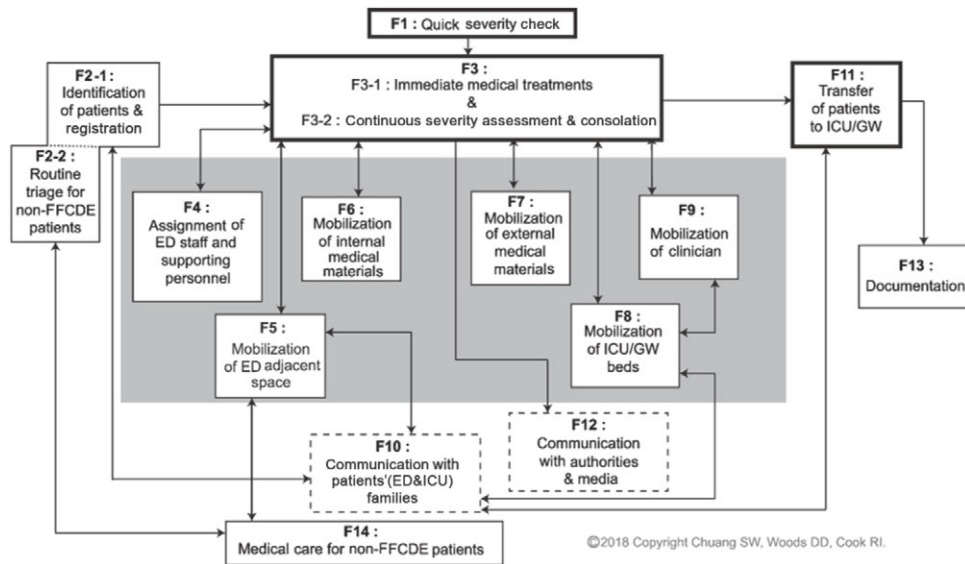 F1 : Quick severity check
F2-1 :
Identification
of patients &
registration
F2-2 :
Routine
triage for
non-FFCDE
patients
F3 :
F3-1 : Immediate medical treatments
&
F3-2 : Continuous severity assessment & consolation
F11 :
Transfer
of patients
to ICU/GW
F4 :
Assignment of
ED staff and
supporting
personnel
F6 :
Mobilization
of internal
medical
materials
F7 :
Mobilization
of external
medical
materials
F9 :
Mobilization
of clinician
F13 :
Documentation
F5 :
Mobilization
of ED adjacent
space
F8 :
Mobilization
of ICU/GW
beds
F10 :
Communication with
patients'(ED&ICU)
families
F12 :
Communication
with authorities
& media
F14 :
Medical care for non-FFCDE patients
©2018 Copyright Chuang SW, Woods DD, Cook RI.